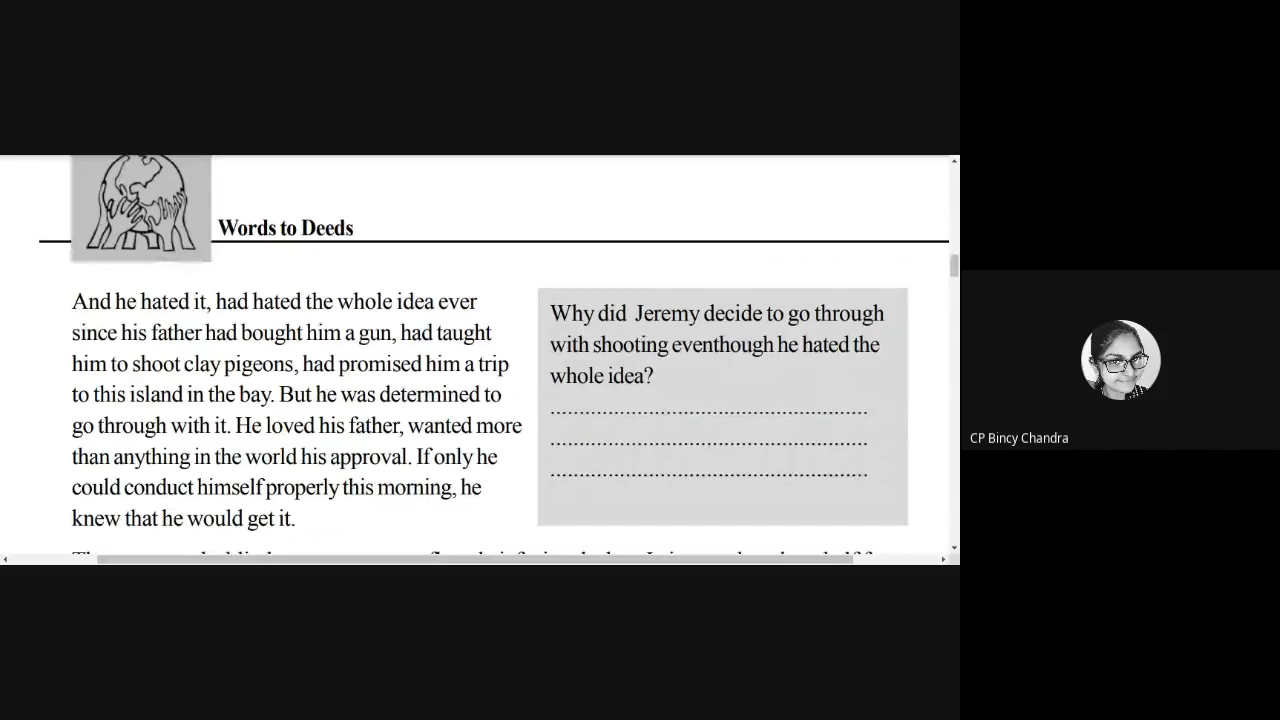 Words to Deeds
And he hated it, had hated the whole idea ever
since his father had bought him a gun, had taught
him to shoot clay pigeons, had promised him a trip
to this island in the bay. But he was determined to
go through with it. He loved his father, wanted more
than anything in the world his approval. If only he
could conduct himself properly this morning, he
knew that he would get it.
Why did Jeremy decide to go through
with shooting eventhough he hated the
whole idea?
................................................................
................................................................
................................................................
CP Bincy Chandra